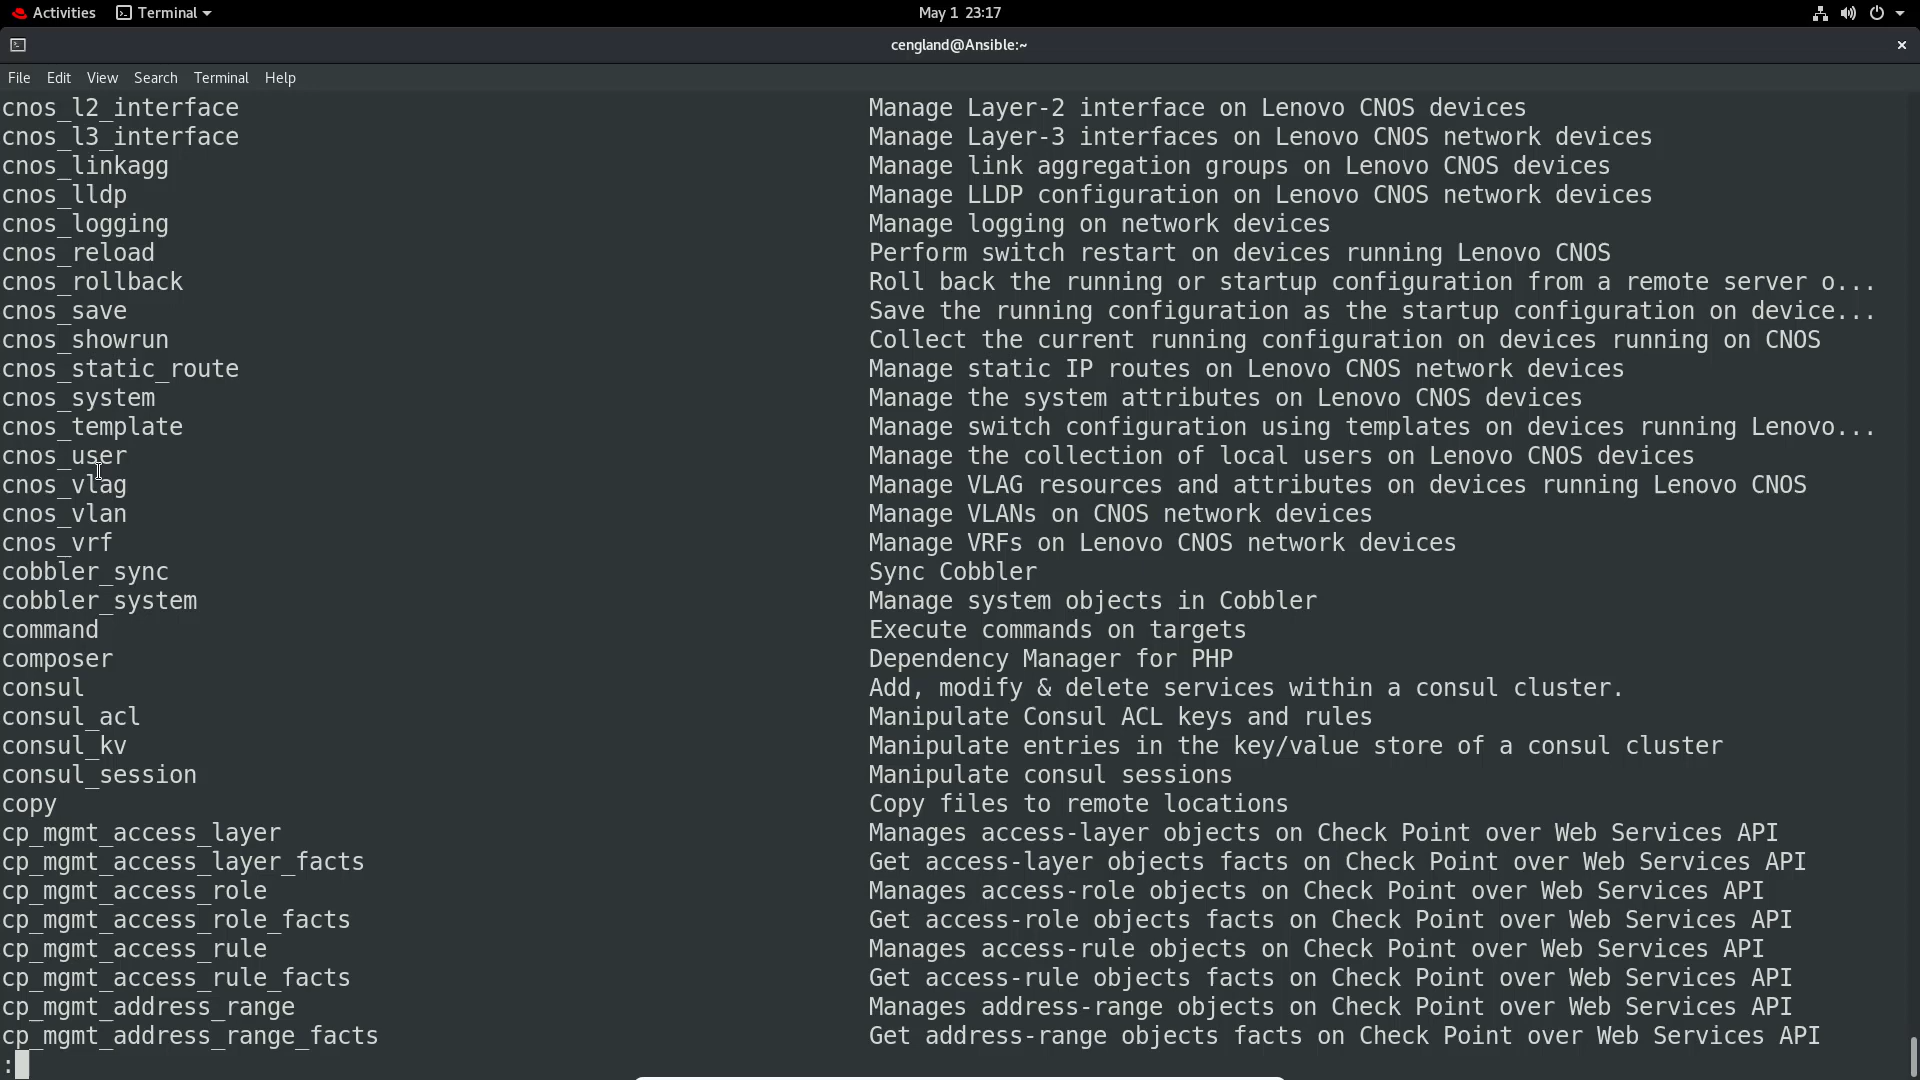 Activities Terminal May 1 23:17
cengland@Ansible:~
File Edit View Search Terminal Help
cnos_l2_interface Manage Layer-2 interface on Lenovo CNOS devices
cnos_l3_interface Manage Layer-3 interfaces on Lenovo CNOS network devices
cnos_linkagg Manage link aggregation groups on Lenovo CNOS devices
cnos_lldp Manage LLDP configuration on Lenovo CNOS network devices
cnos_logging Manage logging on network devices
cnos_reload Perform switch restart on devices running Lenovo CNOS
cnos_rollback Roll back the running or startup configuration from a remote server o...
cnos_save Save the running configuration as the startup configuration on device...
cnos_showrun Collect the current running configuration on devices running on CNOS
cnos_static_route Manage static IP routes on Lenovo CNOS network devices
cnos_system Manage the system attributes on Lenovo CNOS devices
cnos_template Manage switch configuration using templates on devices running Lenovo...
cnos_user Manage the collection of local users on Lenovo CNOS devices
cnos_vlag Manage VLAG resources and attributes on devices running Lenovo CNOS
cnos_vlan Manage VLANs on CNOS network devices
cnos_vrf Manage VRFs on Lenovo CNOS network devices
cobbler_sync Sync Cobbler
cobbler_system Manage system objects in Cobbler
command Execute commands on targets
composer Dependency Manager for PHP
consul Add, modify & delete services within a consul cluster.
consul_acl Manipulate Consul ACL keys and rules
consul_kv Manipulate entries in the key/value store of a consul cluster
consul_session Manipulate consul sessions
copy Copy files to remote locations
cp_mgmt_access_layer Manages access-layer objects on Check Point over Web Services API
cp_mgmt_access_layer_facts Get access-layer objects facts on Check Point over Web Services API
cp_mgmt_access_role Manages access-role objects on Check Point over Web Services API
cp_mgmt_access_role_facts Get access-role objects facts on Check Point over Web Services API
cp_mgmt_access_rule Manages access-rule objects on Check Point over Web Services API
cp_mgmt_access_rule_facts Get access-rule objects facts on Check Point over Web Services API
cp_mgmt_address_range Manages address-range objects on Check Point over Web Services API
cp_mgmt_address_range_facts Get address-range objects facts on Check Point over Web Services API
: